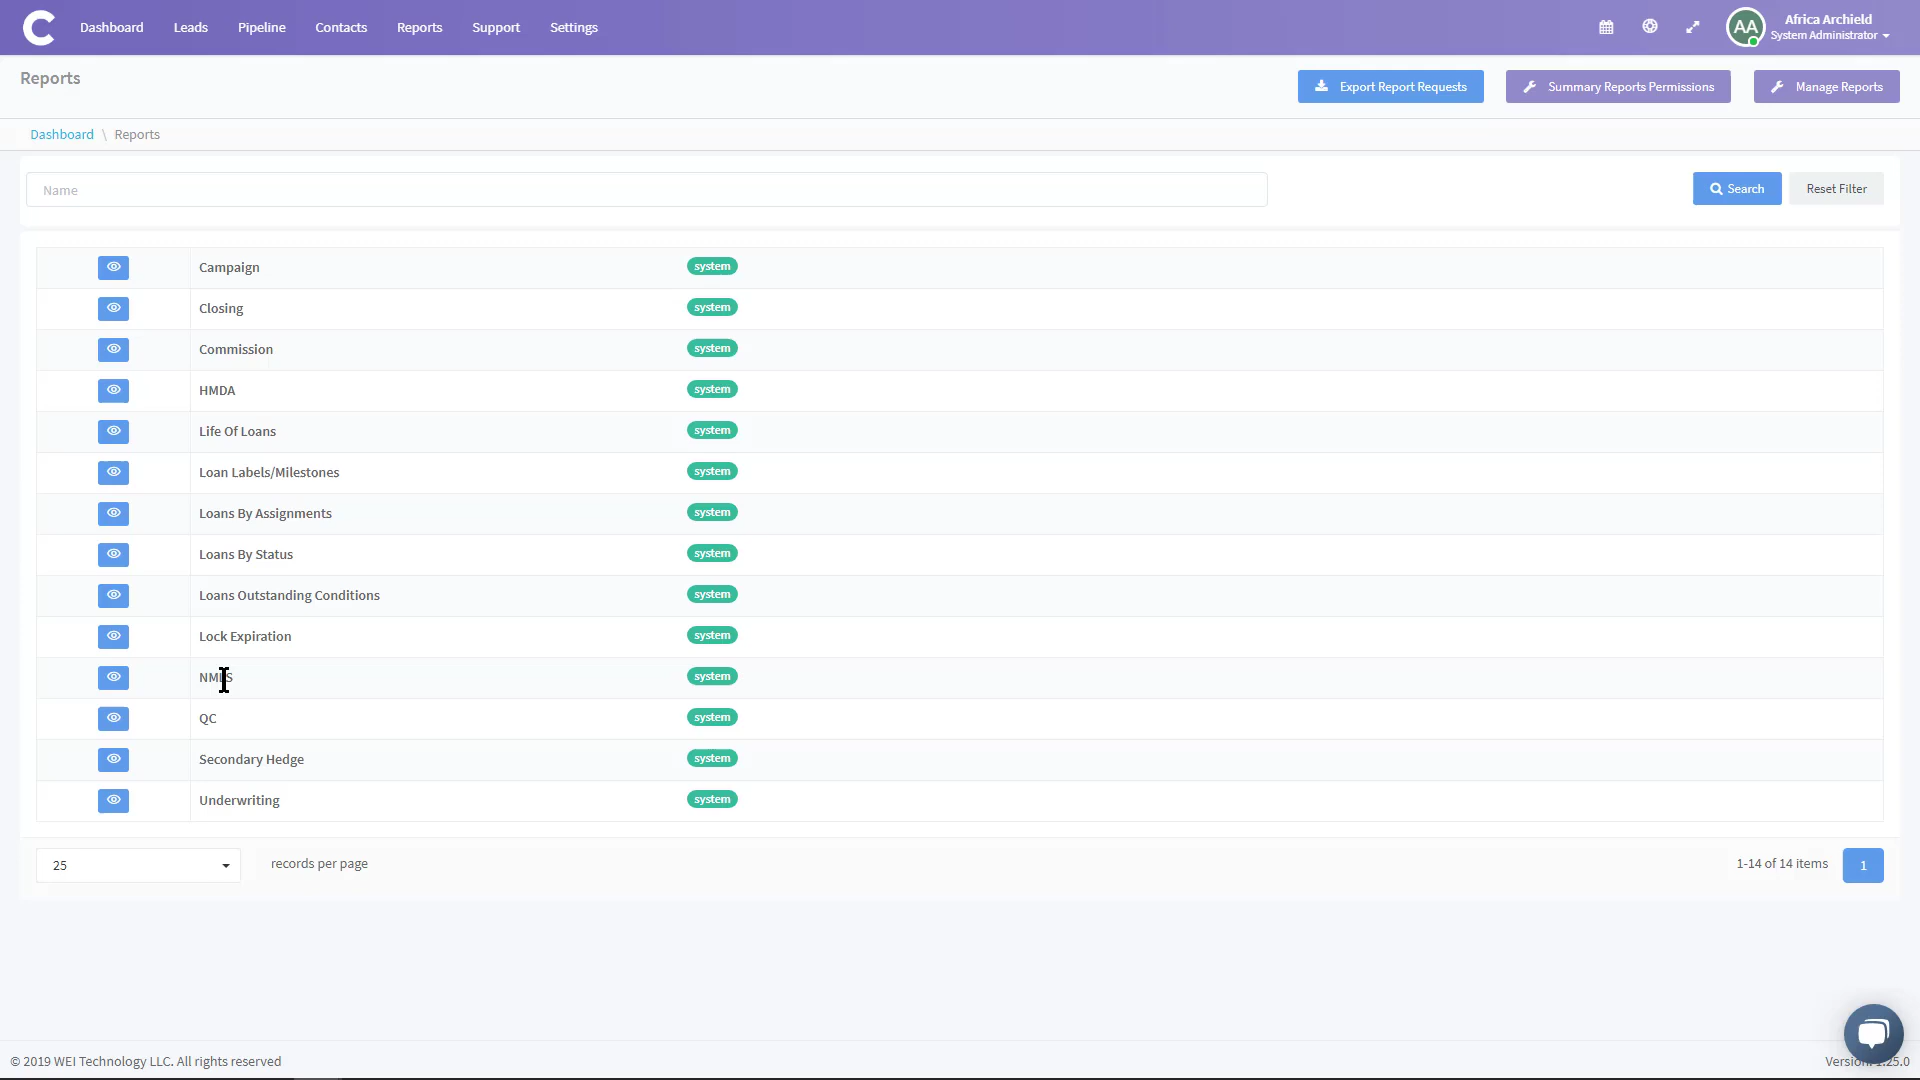 Dashboard Leads Pipeline Contacts Reports Support Settings
AA
Africa Archield
System Administrator
Reports
Export Report Requests Summary Reports Permissions Manage Reports
Dashboard \ Reports
Name
Search Reset Filter
Campaign system
Closing system
Commission system
HMDA system
Life Of Loans system
Loan Labels/Milestones system
Loans By Assignments system
Loans By Status system
Loans Outstanding Conditions system
Lock Expiration system
NMLS system
QC system
Secondary Hedge system
Underwriting system
25 records per page 1-14 of 14 items 1
© 2019 WEI Technology LLC. All rights reserved